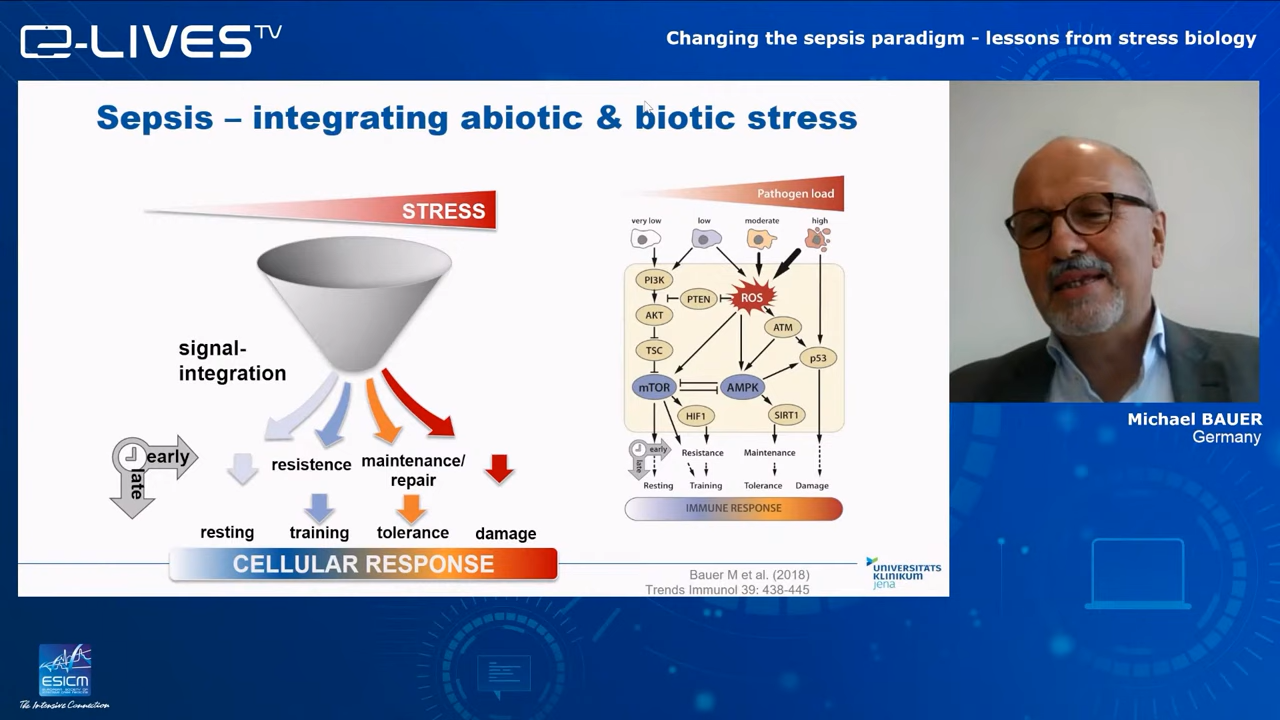 e-LIVES TV
Changing the sepsis paradigm - lessons from stress biology
Sepsis – integrating abiotic & biotic stress
STRESS
signal-
integration
early
late
resistence
maintenance/
repair
resting
training
tolerance
damage
CELLULAR RESPONSE
Pathogen load
very low
low
moderate
high
PI3K
PTEN
ROS
AKT
ATM
TSC
p53
mTOR
AMPK
HIF1
SIRT1
early
late
Resistance
Maintenance
Resting
Training
Tolerance
Damage
IMMUNE RESPONSE
Bauer M et al. (2018)
Trends Immunol 39: 438-445
UNIVERSITÄTS
KLINIKUM
jena
Michael BAUER
Germany
ESICM
The Intensive Connection